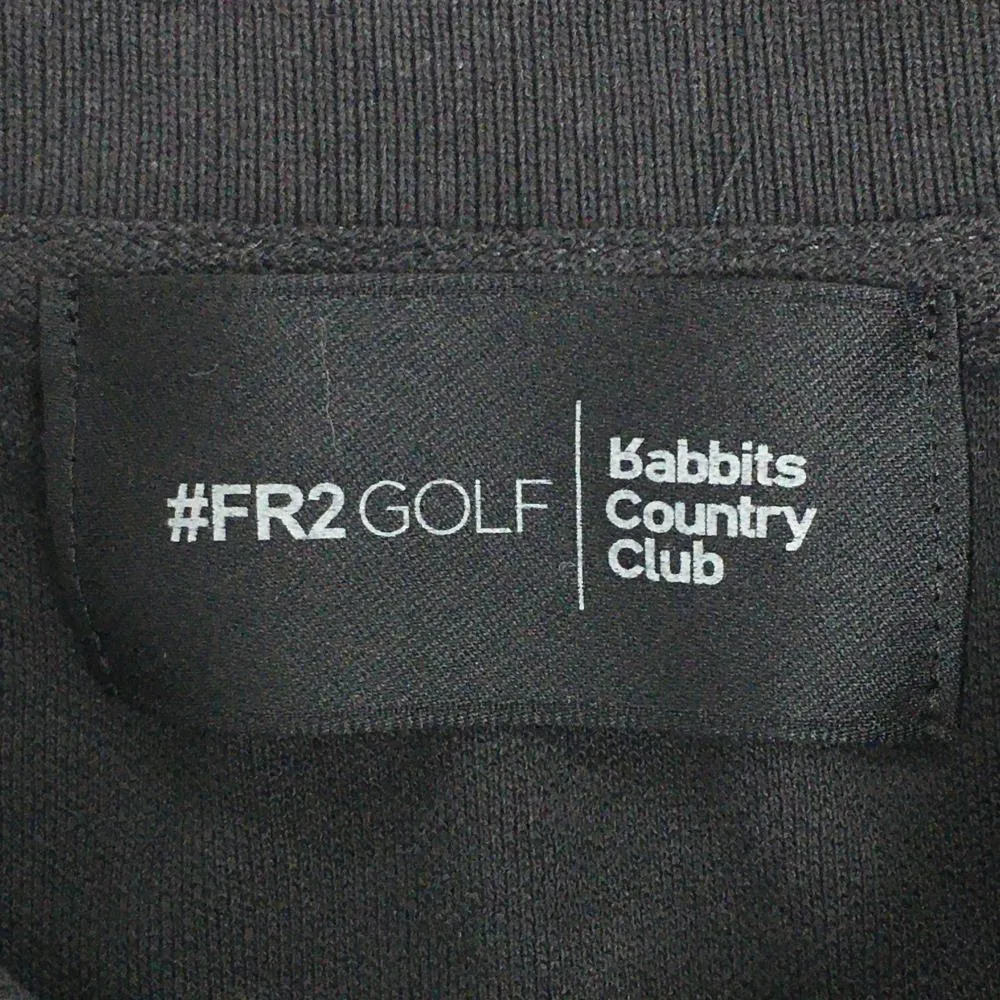 #FR2 GOLF
Rabbits
Country
Club